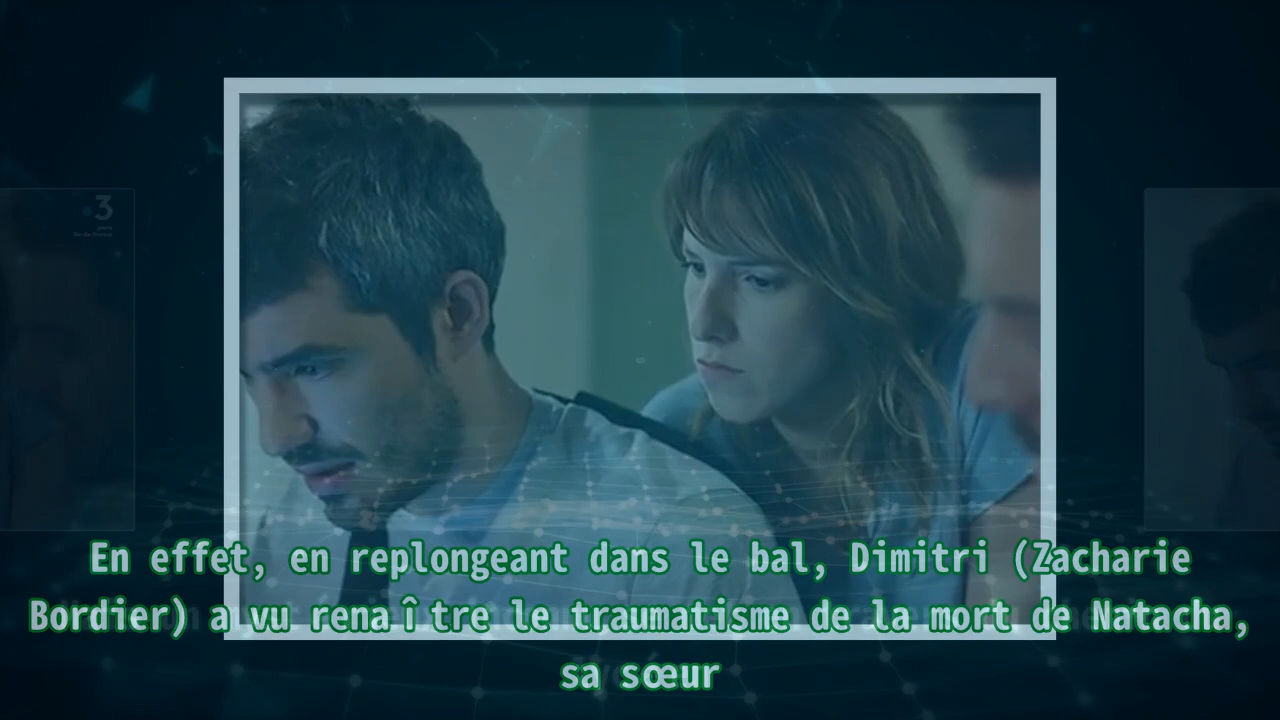 3
En effet, en replongeant dans le bal, Dimitri (Zacharie
Bordier) a vu renaître le traumatisme de la mort de Natacha,
sa sœur